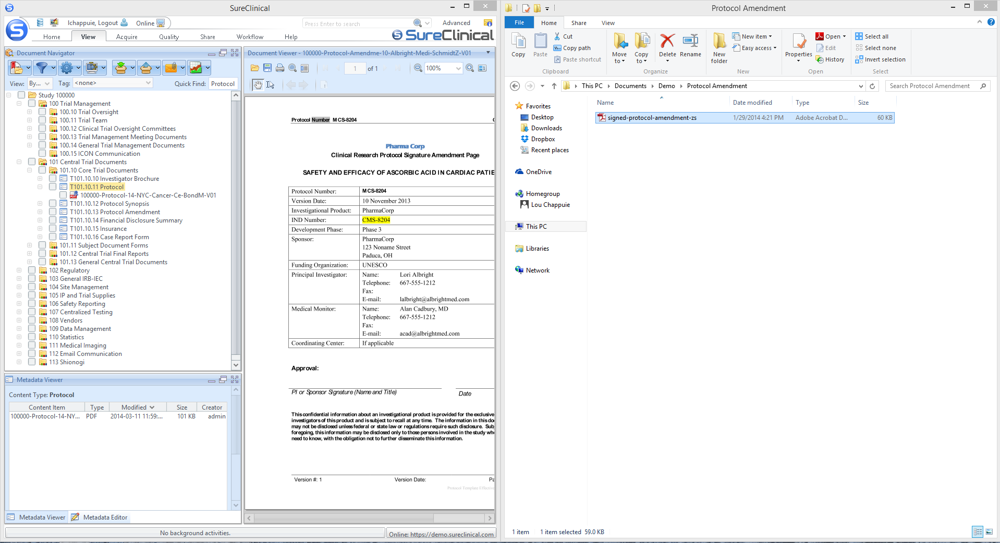 SureClinical
lchappuie, Logout
Online
Press Enter to search
Advanced
Home
View
Acquire
Quality
Share
Workflow
Help
SureClinical
Document Navigator
View: By...
Tag: <none>
Quick Find: Protocol
Study 100000
100 Trial Management
100.10 Trial Oversight
100.11 Trial Team
100.12 Clinical Trial Oversight Committees
100.13 Trial Management Meeting Documents
100.14 General Trial Management Documents
100.15 ICON Communication
101 Central Trial Documents
101.10 Core Trial Documents
T101.10.10 Investigator Brochure
T101.10.11 Protocol
100000-Protocol-14-NYC-Cancer-Ce-BondM-V01
T101.10.12 Protocol Synopsis
T101.10.13 Protocol Amendment
T101.10.14 Financial Disclosure Summary
T101.10.15 Insurance
T101.10.16 Case Report Form
101.11 Subject Document Forms
101.12 Central Trial Final Reports
101.13 General Central Trial Documents
102 Regulatory
103 General IRB-IEC
104 Site Management
105 IP and Trial Supplies
106 Safety Reporting
107 Centralized Testing
108 Vendors
109 Data Management
110 Statistics
111 Medical Imaging
112 Email Communication
113 Shionogi
Metadata Viewer
Content Type: Protocol
Content Item Type Modified Size Creator
100000-Protocol-14-NY... PDF 2014-03-11 11:59:... 101 KB admin
Metadata Viewer
Metadata Editor
No background activities.
Online: https://demo.sureclinical.com
Document Viewer - 100000-Protocol-Amendme-10-Albright-Medi-SchmidtZ-V01
1 of 1
100%
Protocol Number MCS-8204
Pharma Corp
Clinical Research Protocol Signature Amendment Page
SAFETY AND EFFICACY OF ASCORBIC ACID IN CARDIAC PATIE
Protocol Number: MCS-8204
Version Date: 10 November 2013
Investigational Product: PharmaCorp
IND Number: CMS-8204
Development Phase: Phase 3
Sponsor: PharmaCorp
123 Noname Street
Paduca, OH
Funding Organization: UNESCO
Principal Investigator: Name: Lori Albright
Telephone: 667-555-1212
Fax:
E-mail: lalbright@albrightmed.com
Medical Monitor: Name: Alan Cadbury, MD
Telephone: 667-555-1212
Fax:
E-mail: acad@albrightmed.com
Coordinating Center: If applicable
Approval:
PI or Sponsor Signature (Name and Title)
Date
This confidential information about an investigational product is provided for the exclusive
investigators of this product and is subject to recall at any time. The information in this do
may not be disclosed unless federal or state law or regulations require such disclosure. Sub
foregoing, this information may be disclosed only to those persons involved in the study wh
need to know, with the obligation not to further disseminate this information.
Version #: 1
Version Date:
Pa
Protocol Template Effective
Protocol Amendment
File
Home
Share
View
Copy
Paste
Cut
Copy path
Paste shortcut
Clipboard
Move to
Copy to
Delete
Rename
Organize
New folder
New item
Easy access
New
Properties
Open
Edit
History
Open
Select all
Select none
Invert selection
Select
This PC
Documents
Demo
Protocol Amendment
Search Protocol Amendment
Name Date modified Type Size
signed-protocol-amendment-zs 1/29/2014 4:21 PM Adobe Acrobat D... 60 KB
Favorites
Desktop
Downloads
Dropbox
Recent places
OneDrive
Homegroup
Lou Chappuie
This PC
Libraries
Network
1 item
1 item selected 59.0 KB